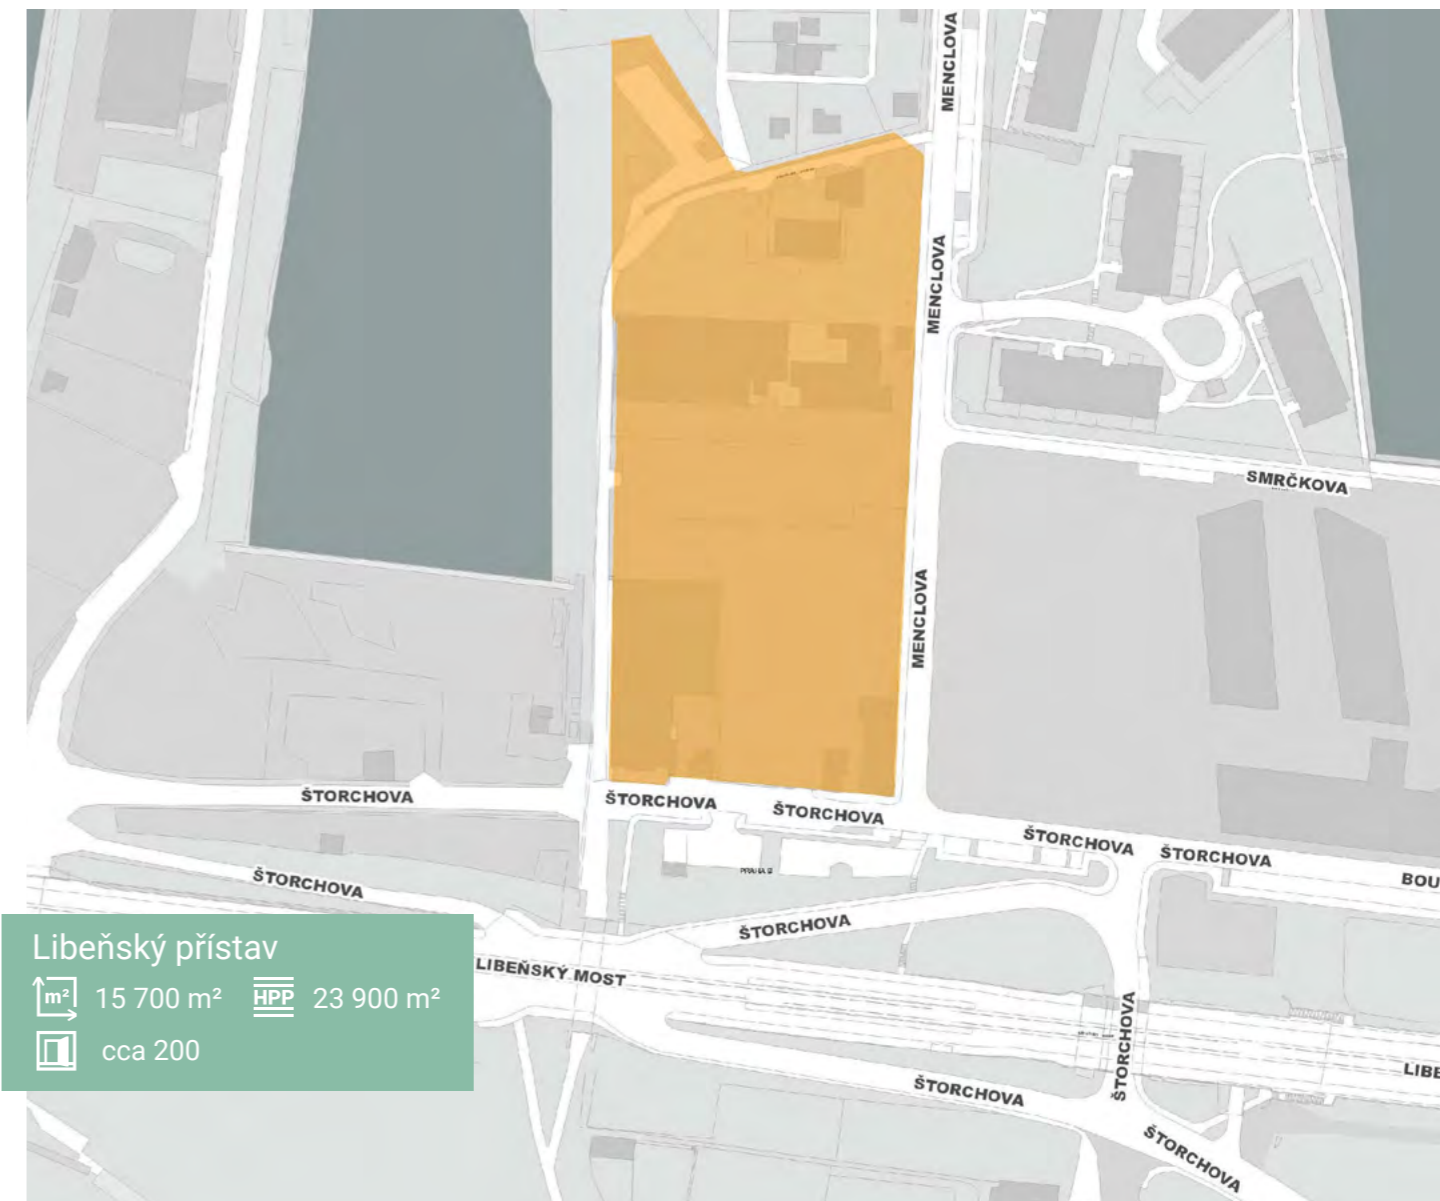 MENCLOVA
MENCLOVA
SMRČKOVA
MENCLOVA
ŠTORCHOVA
ŠTORCHOVA
ŠTORCHOVA
ŠTORCHOVA
ŠTORCHOVA
BOU
ŠTORCHOVA
ŠTORCHOVA
LIBEŇSKÝ MOST
ŠTORCHOVA
LIBE
ŠTORCHOVA
ŠTORCHOVA
Libeňský přístav
m² 15 700 m² HPP 23 900 m²
cca 200